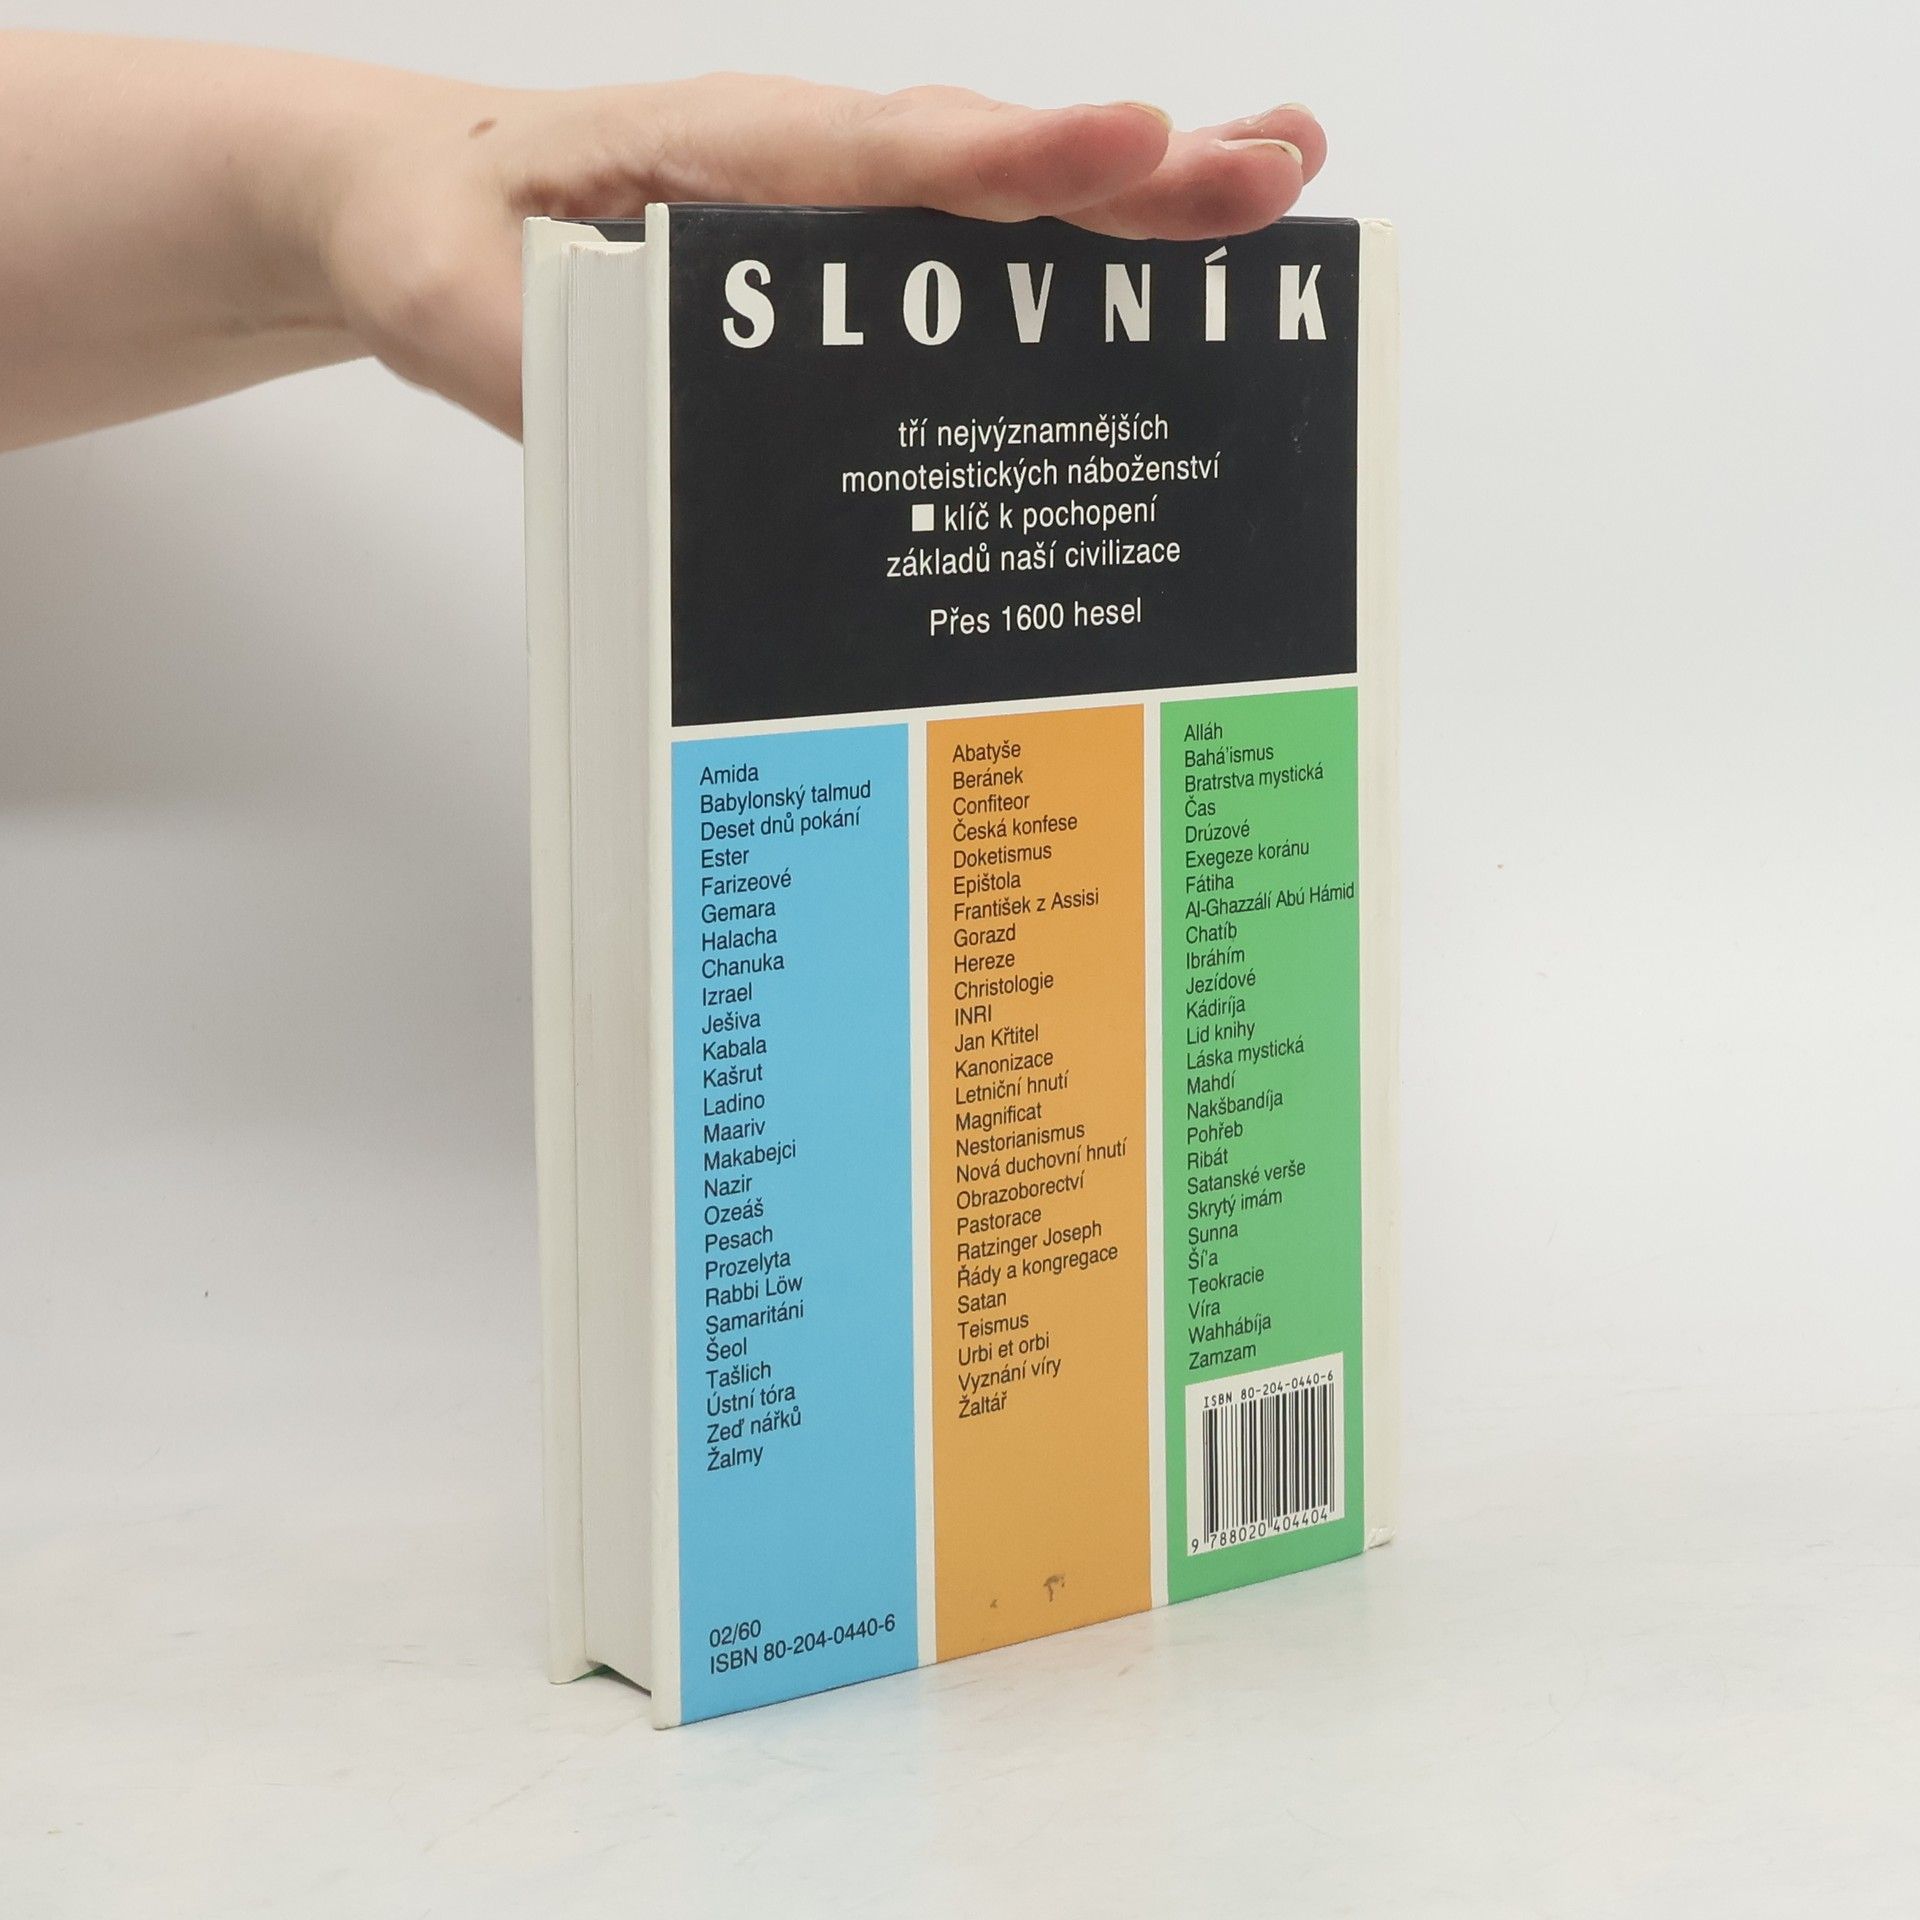 SLOVNÍK
tří nejvýznamnějších
monoteistických náboženství
■ klíč k pochopení
základů naší civilizace
Přes 1600 hesel
Amida
Babylonský talmud
Deset dnů pokání
Ester
Farizeové
Gemara
Halacha
Chanuka
Izrael
Ješiva
Kabala
Kašrut
Ladino
Maariv
Makabejci
Nazir
Ozeáš
Pesach
Prozelyta
Rabbi Löw
Samaritáni
Šeol
Tašlich
Ústní tóra
Zeď nářků
Žalmy
02/60
ISBN 80-204-0440-6
Abatyše
Beránek
Confiteor
Česká konfese
Doketismus
Epištola
František z Assisi
Gorazd
Hereze
Christologie
INRI
Jan Křtitel
Kanonizace
Letniční hnutí
Magnificat
Nestorianismus
Nová duchovní hnutí
Obrazoborectví
Pastorace
Ratzinger Joseph
Řády a kongregace
Satan
Teismus
Urbi et orbi
Vyznání víry
Žaltář
Alláh
Bahá'ismus
Bratrstva mystická
Čas
Drúzové
Exegeze koránu
Fátiha
Al-Ghazzálí Abú Hámid
Chatíb
Ibráhím
Jezídové
Kádiríja
Lid knihy
Láska mystická
Mahdí
Nakšbandíja
Pohřeb
Ribát
Satanské verše
Skrytý imám
Sunna
Ší'a
Teokracie
Víra
Wahhábíja
Zamzam
ISBN 80-204-0440-6
9 788020 404404